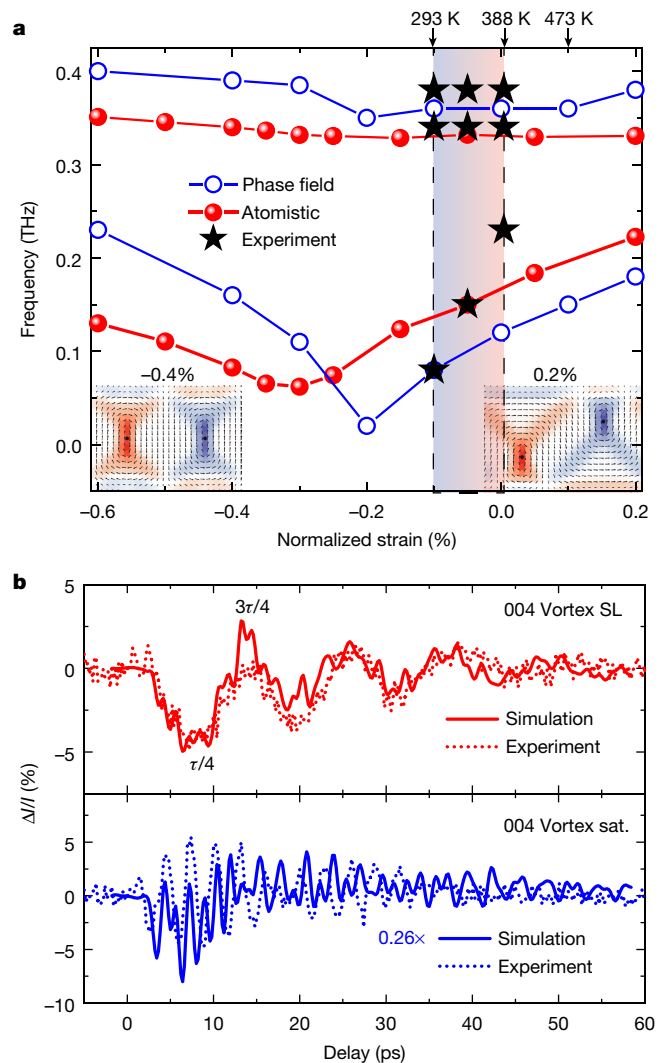 a
293 K 388 K 473 K
0.4
0.3
0.2
0.1
0.0
Frequency (THz)
Phase field
Atomistic
Experiment
−0.4%
0.2%
−0.6 −0.4 −0.2 0.0 0.2
Normalized strain (%)
b
5
0
−5
3τ/4
τ/4
004 Vortex SL
Simulation
Experiment
ΔI/I (%)
5
0
−5
−10
004 Vortex sat.
0.26× Simulation
Experiment
0 10 20 30 40 50 60
Delay (ps)